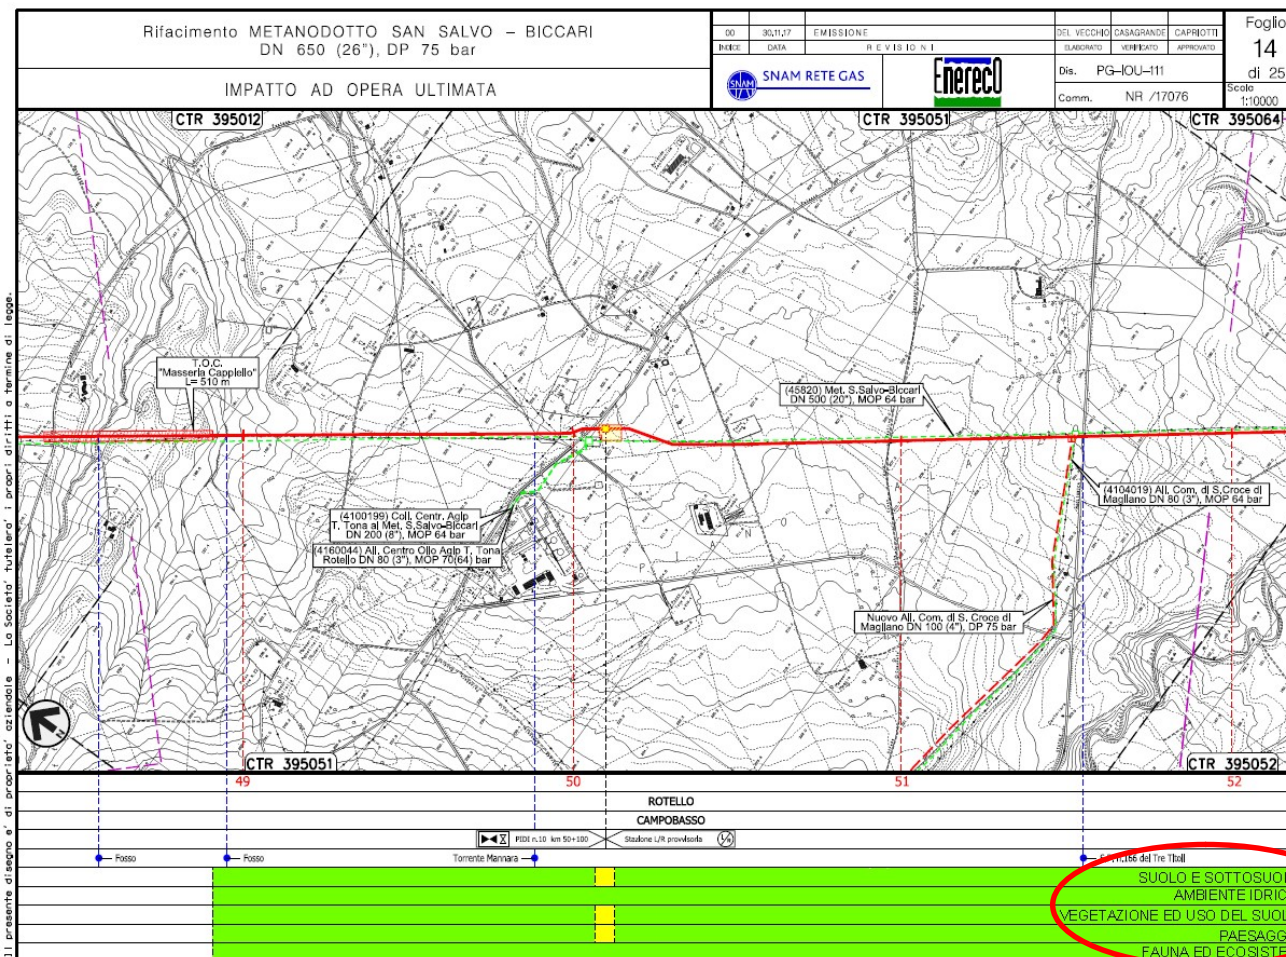 Rifacimento METANODOTTO SAN SALVO – BICCARI
DN 650 (26"), DP 75 bar
IMPATTO AD OPERA ULTIMATA
00 30,11,17 EMISSIONE DEL VECCHIO CASAGRANDE CAPRIOTTI
INDICE DATA REVISIONI ELABORATO VERIFICATO APPROVATO
SNAM
SNAM RETE GAS
EnerecO
Dis. PG-IOU-111
Comm. NR /17076
Foglio
14
di 25
Scala
1:10000
CTR 395012
CTR 395051
CTR 395064
T.O.C.
"Masseria Cappiello"
L= 510 m
(45820) Met. S.Salvo-Biccari
DN 500 (20"), MOP 64 bar
(4104019) All. Com. di S.Croce di
Magliano DN 80 (3"), MOP 64 bar
(4100199) Coll. Centr. Agip
T. Tona al Met. S.Salvo-Biccari
DN 200 (8"), MOP 64 bar
(4160044) All. Centro Olio Agip T. Tona
Rotello DN 80 (3"), MOP 70(64) bar
Nuovo All. Com. di S. Croce di
Magliano DN 100 (4"), DP 75 bar
CTR 395051
CTR 395052
49 50 51 52
ROTELLO
CAMPOBASSO
PIDI n.10 km 50+100 Stazione L/R provvisoria
Fosso Fosso Torrente Mannara del Tre Titoli
SUOLO E SOTTOSUOL
AMBIENTE IDRIC
VEGETAZIONE ED USO DEL SUOL
PAESAGG
FAUNA ED ECOSISTE
Il presente disegno e' di proprieta' aziendale - La Societa' tutelera' i propri diritti a termine di legge.